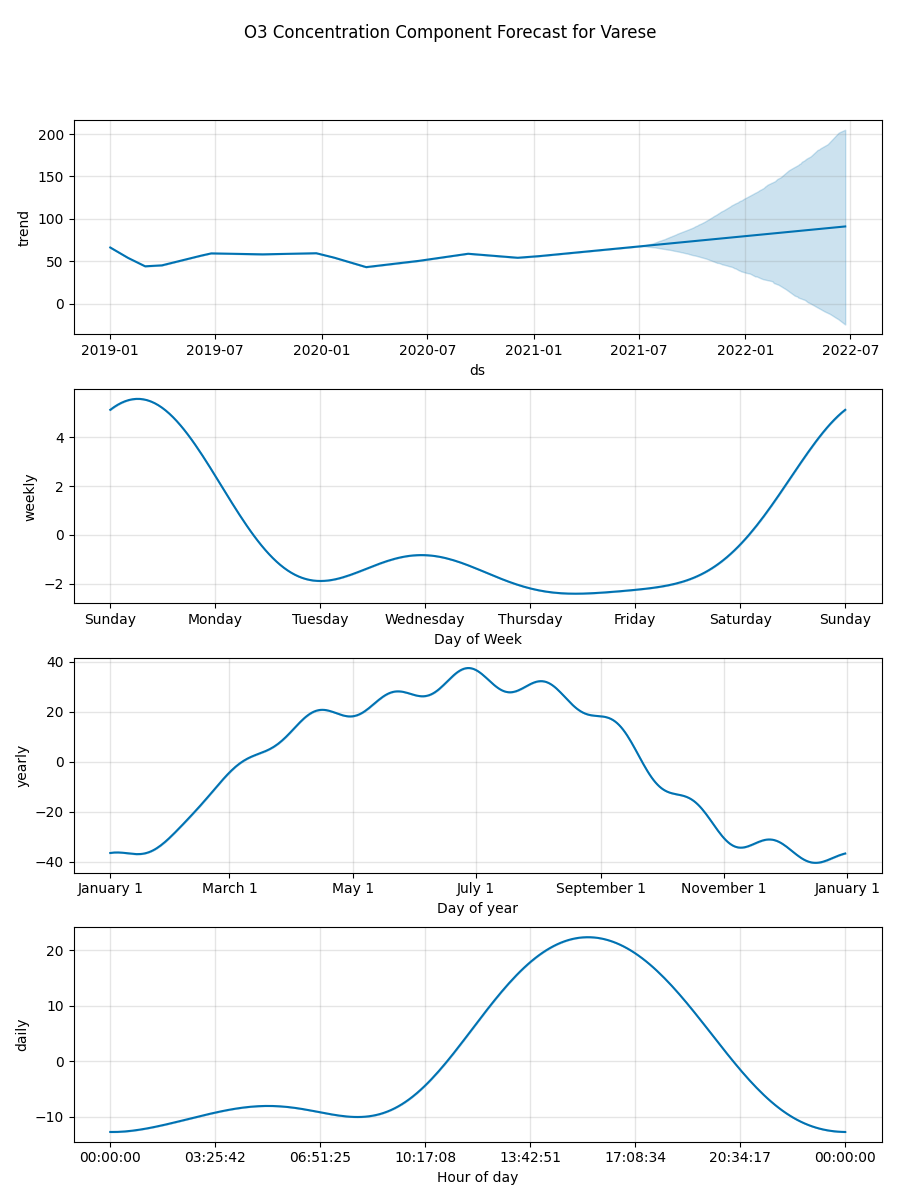 O3 Concentration Component Forecast for Varese
200
150
100
50
0
trend
2019-01 2019-07 2020-01 2020-07 2021-01 2021-07 2022-01 2022-07
ds
4
2
0
−2
weekly
Sunday Monday Tuesday Wednesday Thursday Friday Saturday Sunday
Day of Week
40
20
0
−20
−40
yearly
January 1 March 1 May 1 July 1 September 1 November 1 January 1
Day of year
20
10
0
−10
daily
00:00:00 03:25:42 06:51:25 10:17:08 13:42:51 17:08:34 20:34:17 00:00:00
Hour of day